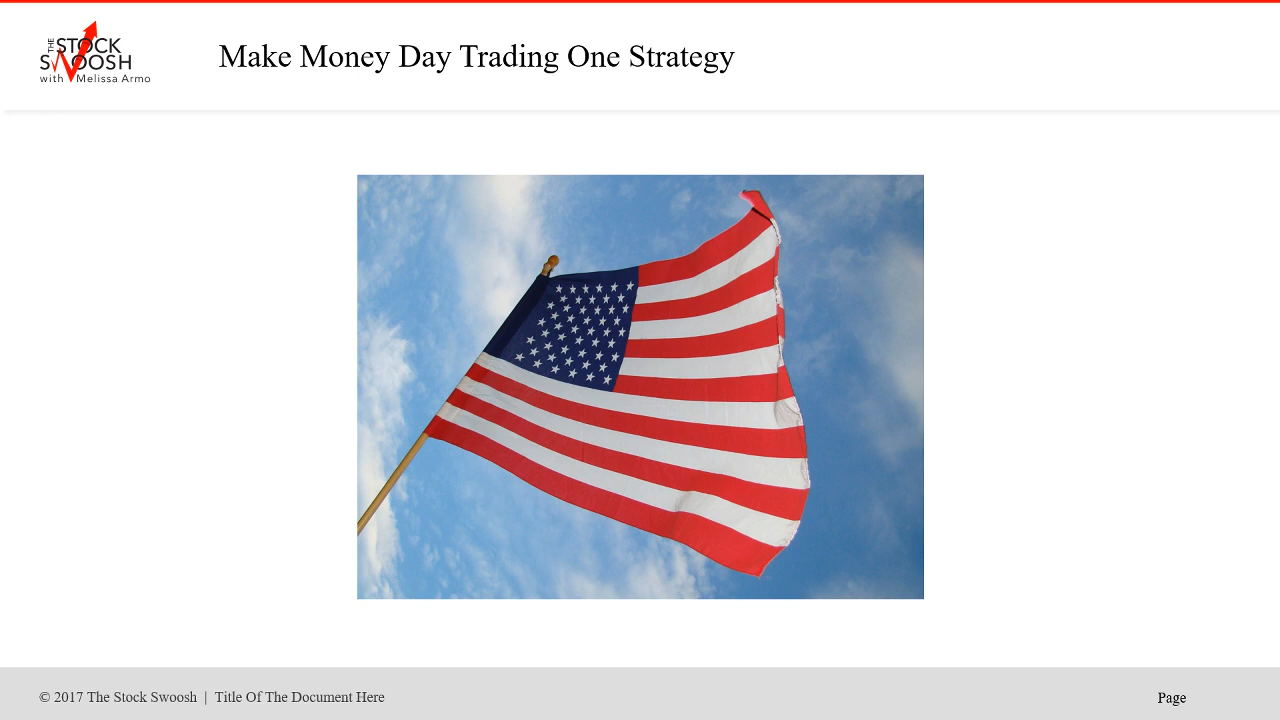 THE STOCK
SWOOSH
with Melissa Armo
Make Money Day Trading One Strategy
© 2017 The Stock Swoosh | Title Of The Document Here
Page